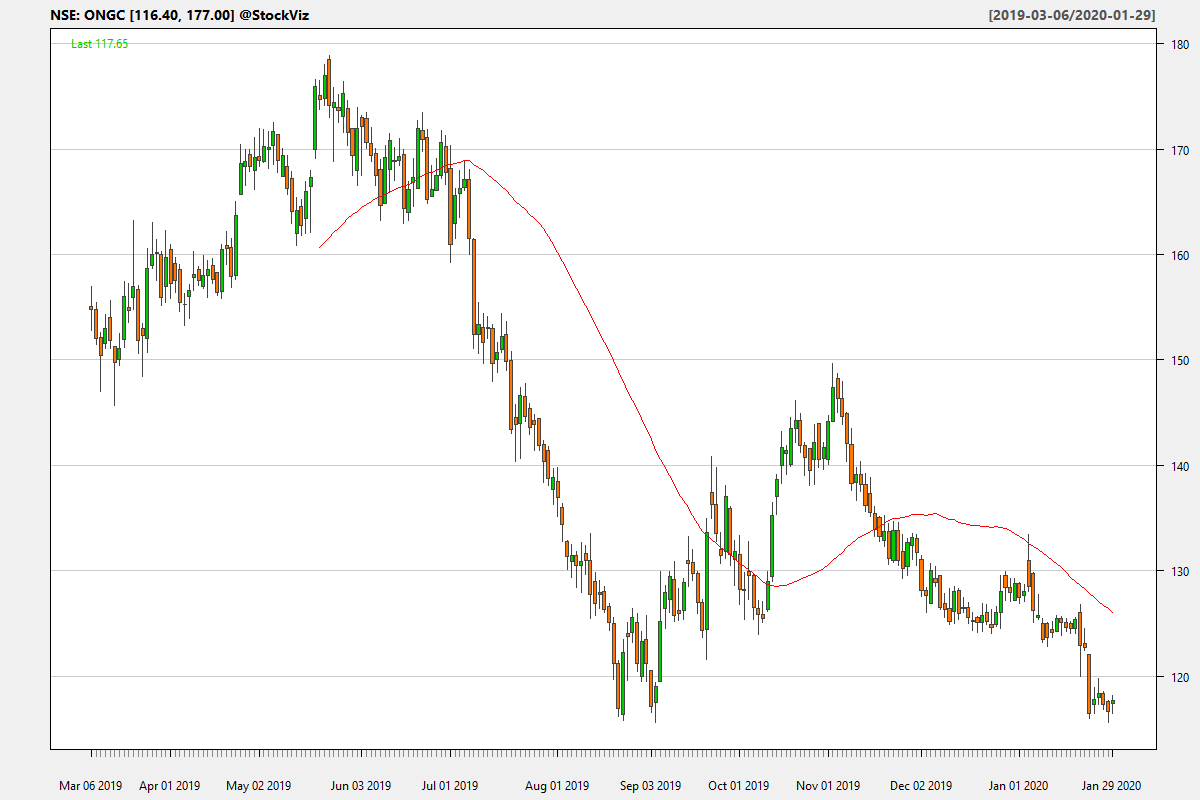 NSE: ONGC [116.40, 177.00] @StockViz
[2019-03-06/2020-01-29]
Last 117.65
180
170
160
150
140
130
120
Mar 06 2019 Apr 01 2019 May 02 2019 Jun 03 2019 Jul 01 2019 Aug 01 2019 Sep 03 2019 Oct 01 2019 Nov 01 2019 Dec 02 2019 Jan 01 2020 Jan 29 2020